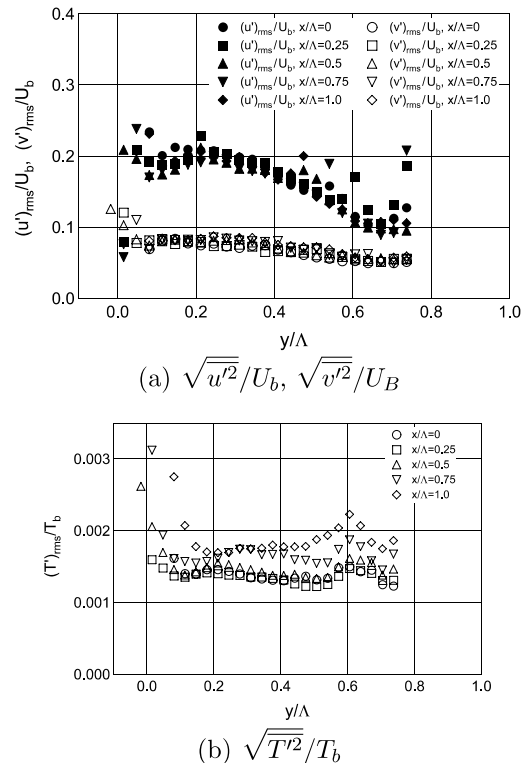 (u')rms/Ub, x/Λ=0 (v')rms/Ub, x/Λ=0
(u')rms/Ub, x/Λ=0.25 (v')rms/Ub, x/Λ=0.25
(u')rms/Ub, x/Λ=0.5 (v')rms/Ub, x/Λ=0.5
(u')rms/Ub, x/Λ=0.75 (v')rms/Ub, x/Λ=0.75
(u')rms/Ub, x/Λ=1.0 (v')rms/Ub, x/Λ=1.0
(u')rms/Ub, (v')rms/Ub
0.4
0.3
0.2
0.1
0.0
0.0 0.2 0.4 0.6 0.8 1.0
y/Λ
(a) √u′2/Ub, √v′2/UB
x/Λ=0
x/Λ=0.25
x/Λ=0.5
x/Λ=0.75
x/Λ=1.0
(T')rms/Tb
0.003
0.002
0.001
0.000
0.0 0.2 0.4 0.6 0.8 1.0
y/Λ
(b) √T′2/Tb